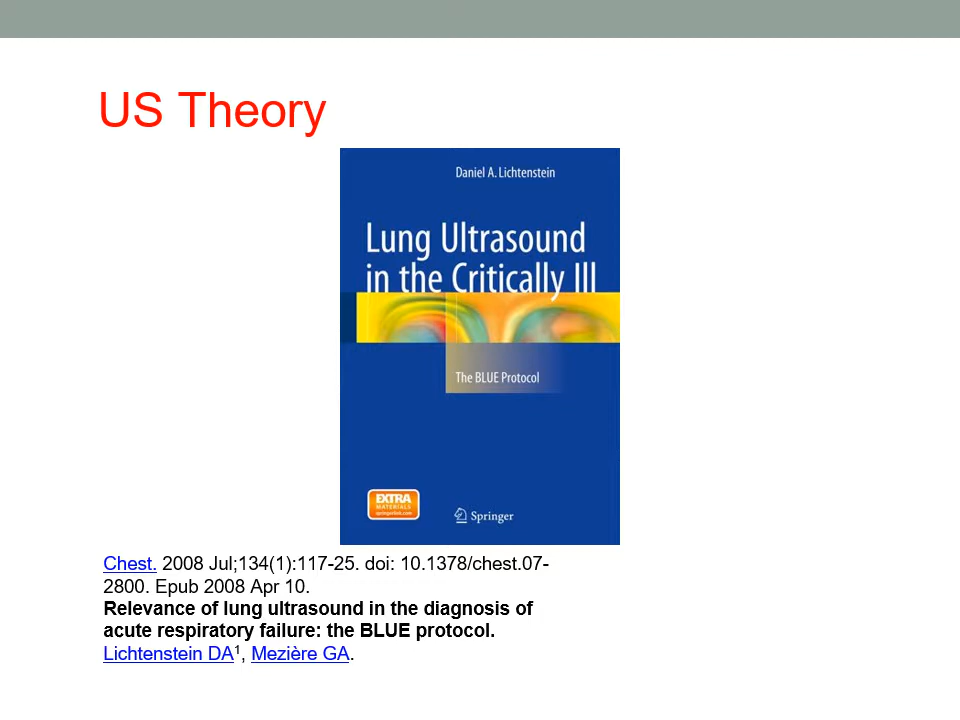 US Theory
Daniel A. Lichtenstein
Lung Ultrasound
in the Critically Ill
The BLUE Protocol
EXTRA
MATERIALS
springerlink.com
Springer
Chest. 2008 Jul;134(1):117-25. doi: 10.1378/chest.07-
2800. Epub 2008 Apr 10.
Relevance of lung ultrasound in the diagnosis of
acute respiratory failure: the BLUE protocol.
Lichtenstein DA¹, Mezière GA.